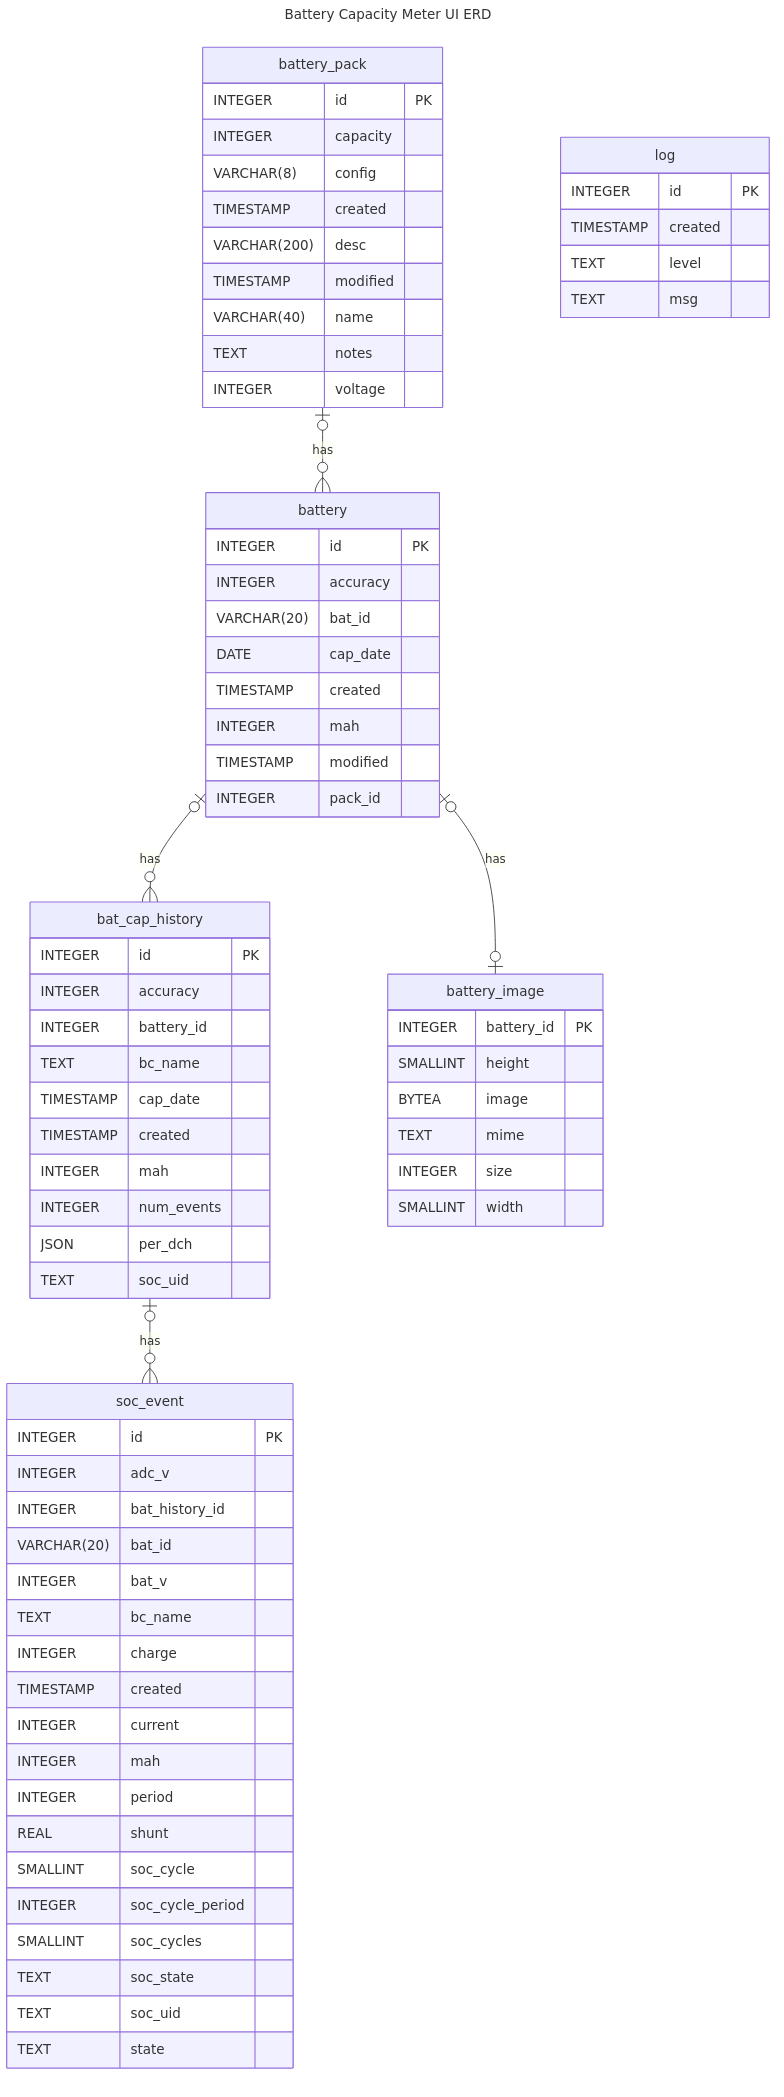 Battery Capacity Meter UI ERD
battery_pack
INTEGER id PK
INTEGER capacity
VARCHAR(8) config
TIMESTAMP created
VARCHAR(200) desc
TIMESTAMP modified
VARCHAR(40) name
TEXT notes
INTEGER voltage
log
INTEGER id PK
TIMESTAMP created
TEXT level
TEXT msg
has
battery
INTEGER id PK
INTEGER accuracy
VARCHAR(20) bat_id
DATE cap_date
TIMESTAMP created
INTEGER mah
TIMESTAMP modified
INTEGER pack_id
has
has
bat_cap_history
INTEGER id PK
INTEGER accuracy
INTEGER battery_id
TEXT bc_name
TIMESTAMP cap_date
TIMESTAMP created
INTEGER mah
INTEGER num_events
JSON per_dch
TEXT soc_uid
battery_image
INTEGER battery_id PK
SMALLINT height
BYTEA image
TEXT mime
INTEGER size
SMALLINT width
has
soc_event
INTEGER id PK
INTEGER adc_v
INTEGER bat_history_id
VARCHAR(20) bat_id
INTEGER bat_v
TEXT bc_name
INTEGER charge
TIMESTAMP created
INTEGER current
INTEGER mah
INTEGER period
REAL shunt
SMALLINT soc_cycle
INTEGER soc_cycle_period
SMALLINT soc_cycles
TEXT soc_state
TEXT soc_uid
TEXT state